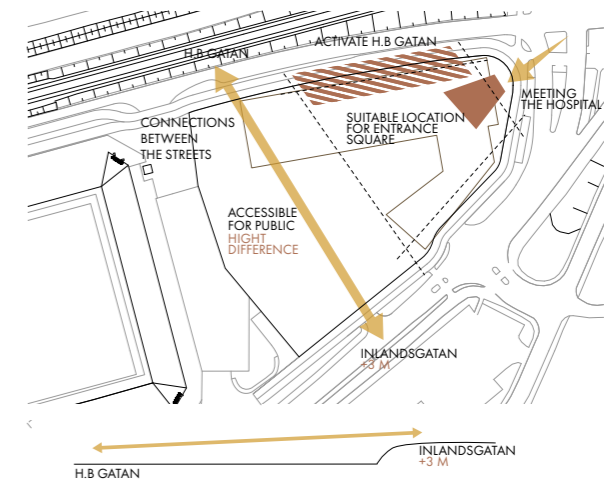 ACTIVATE H.B GATAN
H.B GATAN
MEETING
THE HOSPITAL
SUITABLE LOCATION
FOR ENTRANCE
SQUARE
CONNECTIONS
BETWEEN
THE STREETS
ACCESSIBLE
FOR PUBLIC
HIGHT
DIFFERENCE
INLANDSGATAN
+3 M
INLANDSGATAN
+3 M
H.B GATAN